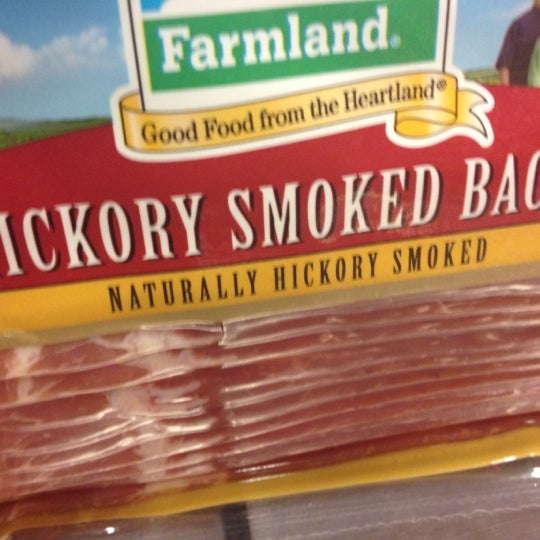 Farmland®
Good Food from the Heartland®
ICKORY SMOKED BAC
NATURALLY HICKORY SMOKED